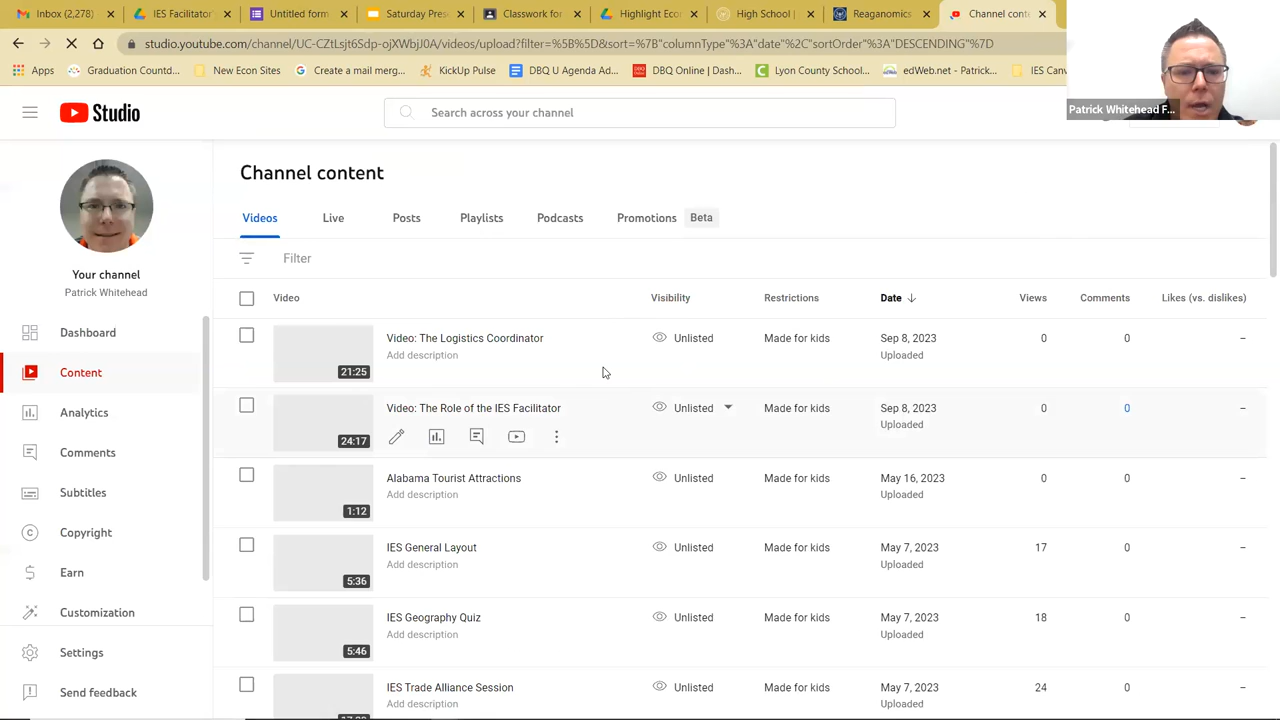 Inbox (2,278)
IES Facilitator'
Untitled form
Saturday Pres
Classwork for
Highlight Ec
High School
Reaganomics
Channel conte
studio.youtube.com/channel/UC-CZtLsjt6Sdp-ojXWbjJ0A/videos/upload?filter=%5B%5D&sort=%7B"columnType"%3A"date"%2C"sortOrder"%3A"DESCENDING"%7D
Apps
Graduation Countd...
New Econ Sites
Create a mail merg...
KickUp Pulse
DBQ U Agenda Ad...
DBQ Online | Dash...
Lyon County School...
edWeb.net - Patrick...
IES Canv
Patrick Whitehead F...
Studio
Search across your channel
Your channel
Patrick Whitehead
Dashboard
Content
Analytics
Comments
Subtitles
Copyright
Earn
Customization
Settings
Send feedback
Channel content
Videos Live Posts Playlists Podcasts Promotions Beta
Filter
Video Visibility Restrictions Date Views Comments Likes (vs. dislikes)
Video: The Logistics Coordinator Unlisted Made for kids Sep 8, 2023 0 0 –
Add description Uploaded
21:25
Video: The Role of the IES Facilitator Unlisted Made for kids Sep 8, 2023 0 0 –
Uploaded
24:17
Alabama Tourist Attractions Unlisted Made for kids May 16, 2023 0 0 –
Add description Uploaded
1:12
IES General Layout Unlisted Made for kids May 7, 2023 17 0 –
Add description Uploaded
5:36
IES Geography Quiz Unlisted Made for kids May 7, 2023 18 0 –
Add description Uploaded
5:46
IES Trade Alliance Session Unlisted Made for kids May 7, 2023 24 0 –
Add description Uploaded